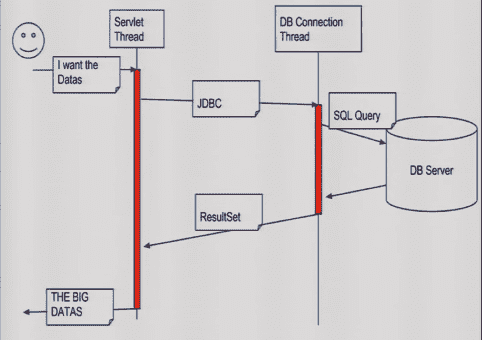 Servlet
Thread
DB Connection
Thread
I want the
Datas
JDBC
SQL Query
DB Server
ResultSet
THE BIG
DATAS